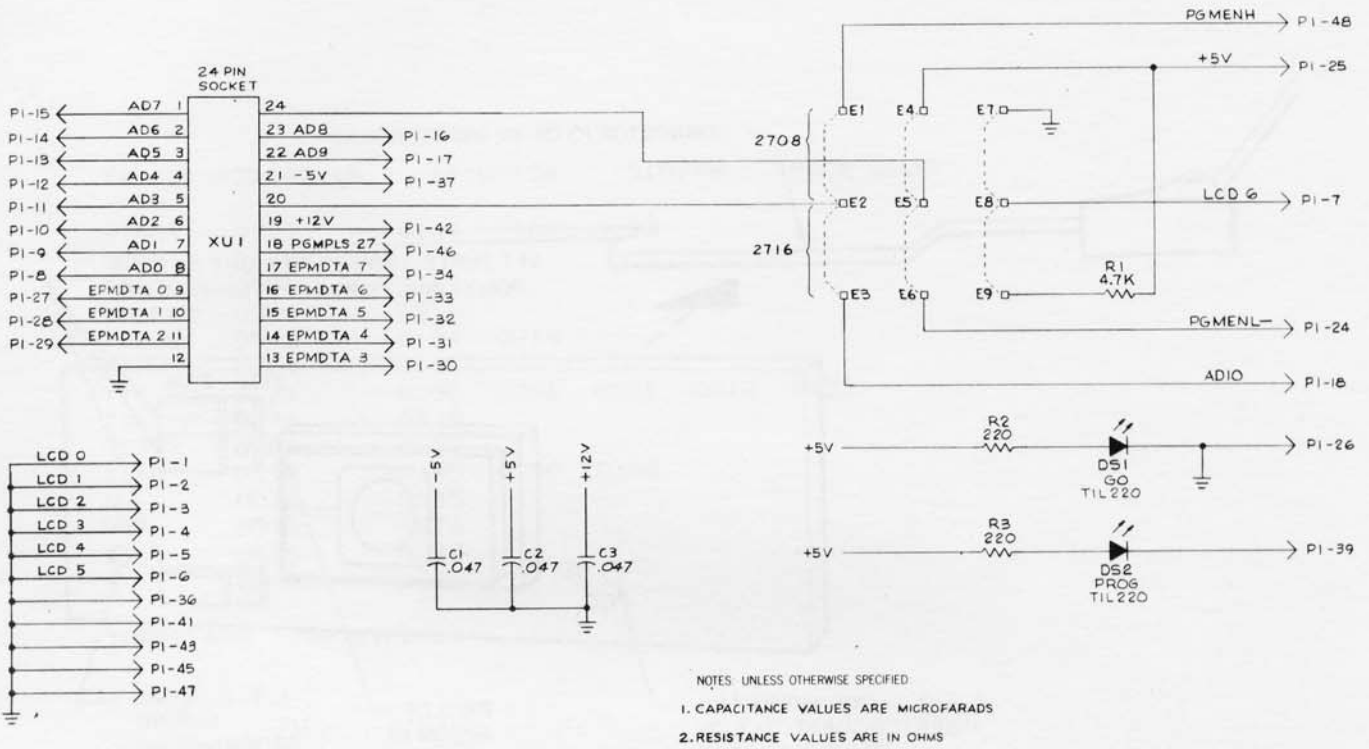 PGMENH P1-48
+5V P1-25
24 PIN
SOCKET
P1-15 AD7 1
P1-14 AD6 2
P1-13 AD5 3
P1-12 AD4 4
P1-11 AD3 5
P1-10 AD2 6
P1-9 AD1 7
P1-8 AD0 8
P1-27 EPMDTA 0 9
P1-28 EPMDTA 1 10
P1-29 EPMDTA 2 11
12
XU1
24
23 AD8 P1-16
22 AD9 P1-17
21 -5V P1-37
20
19 +12V P1-42
18 PGMPLS 27 P1-46
17 EPMDTA 7 P1-34
16 EPMDTA 6 P1-33
15 EPMDTA 5 P1-32
14 EPMDTA 4 P1-31
13 EPMDTA 3 P1-30
E1 E4 E7
2708
E2 E5 E8 LCD 6 P1-7
2716
R1
4.7K
E3 E6 E9
PGMENL- P1-24
AD10 P1-18
LCD 0 P1-1
LCD 1 P1-2
LCD 2 P1-3
LCD 3 P1-4
LCD 4 P1-5
LCD 5 P1-6
P1-36
P1-41
P1-43
P1-45
P1-47
-5V +5V +12V
C1 C2 C3
.047 .047 .047
R2
220
+5V P1-26
DS1
GO
TIL220
R3
220
+5V P1-39
DS2
PROG
TIL220
NOTES: UNLESS OTHERWISE SPECIFIED
1. CAPACITANCE VALUES ARE MICROFARADS
2. RESISTANCE VALUES ARE IN OHMS